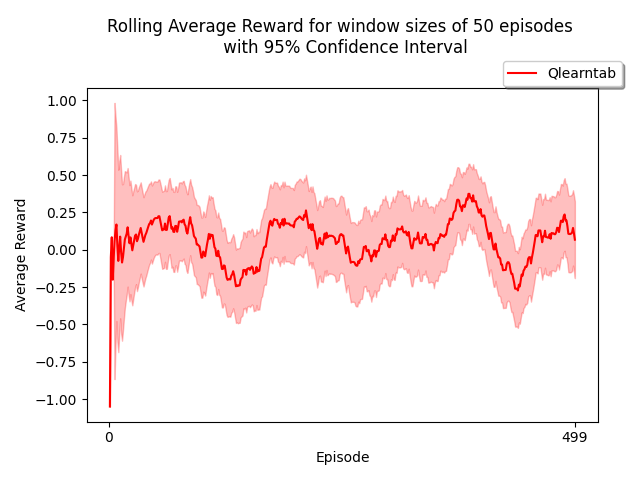 Rolling Average Reward for window sizes of 50 episodes
with 95% Confidence Interval
Qlearntab
1.00
0.75
0.50
0.25
0.00
−0.25
−0.50
−0.75
−1.00
Average Reward
0 499
Episode